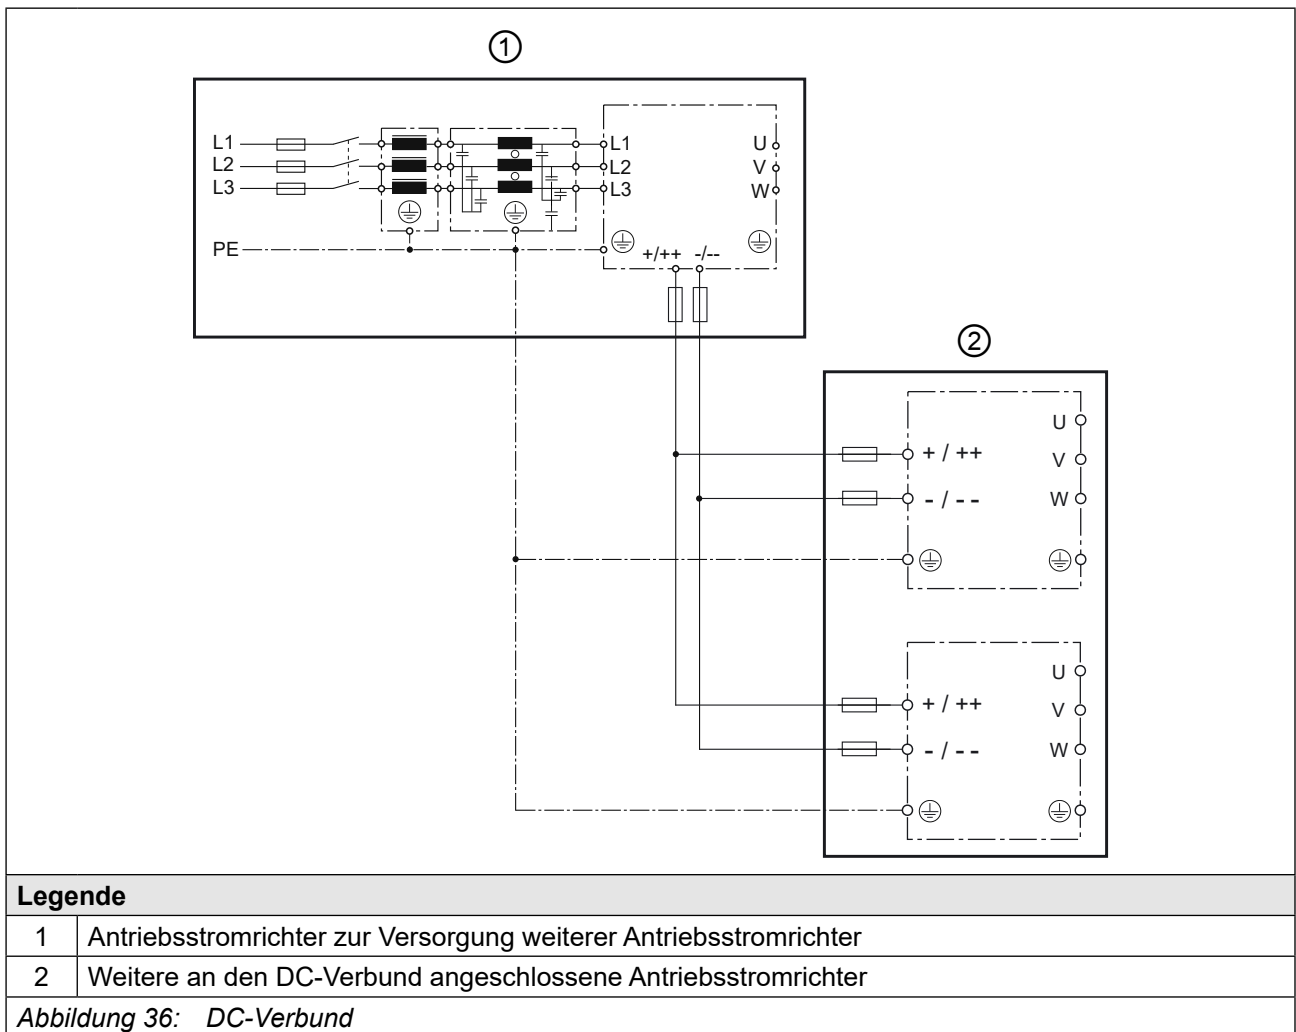 1
L1
L2
L3
PE
L1
L2
L3
U
V
W
+/++ -/--
2
U
+ / ++
V
- / - -
W
U
+ / ++
V
- / - -
W
Legende
1 Antriebsstromrichter zur Versorgung weiterer Antriebsstromrichter
2 Weitere an den DC-Verbund angeschlossene Antriebsstromrichter
Abbildung 36: DC-Verbund